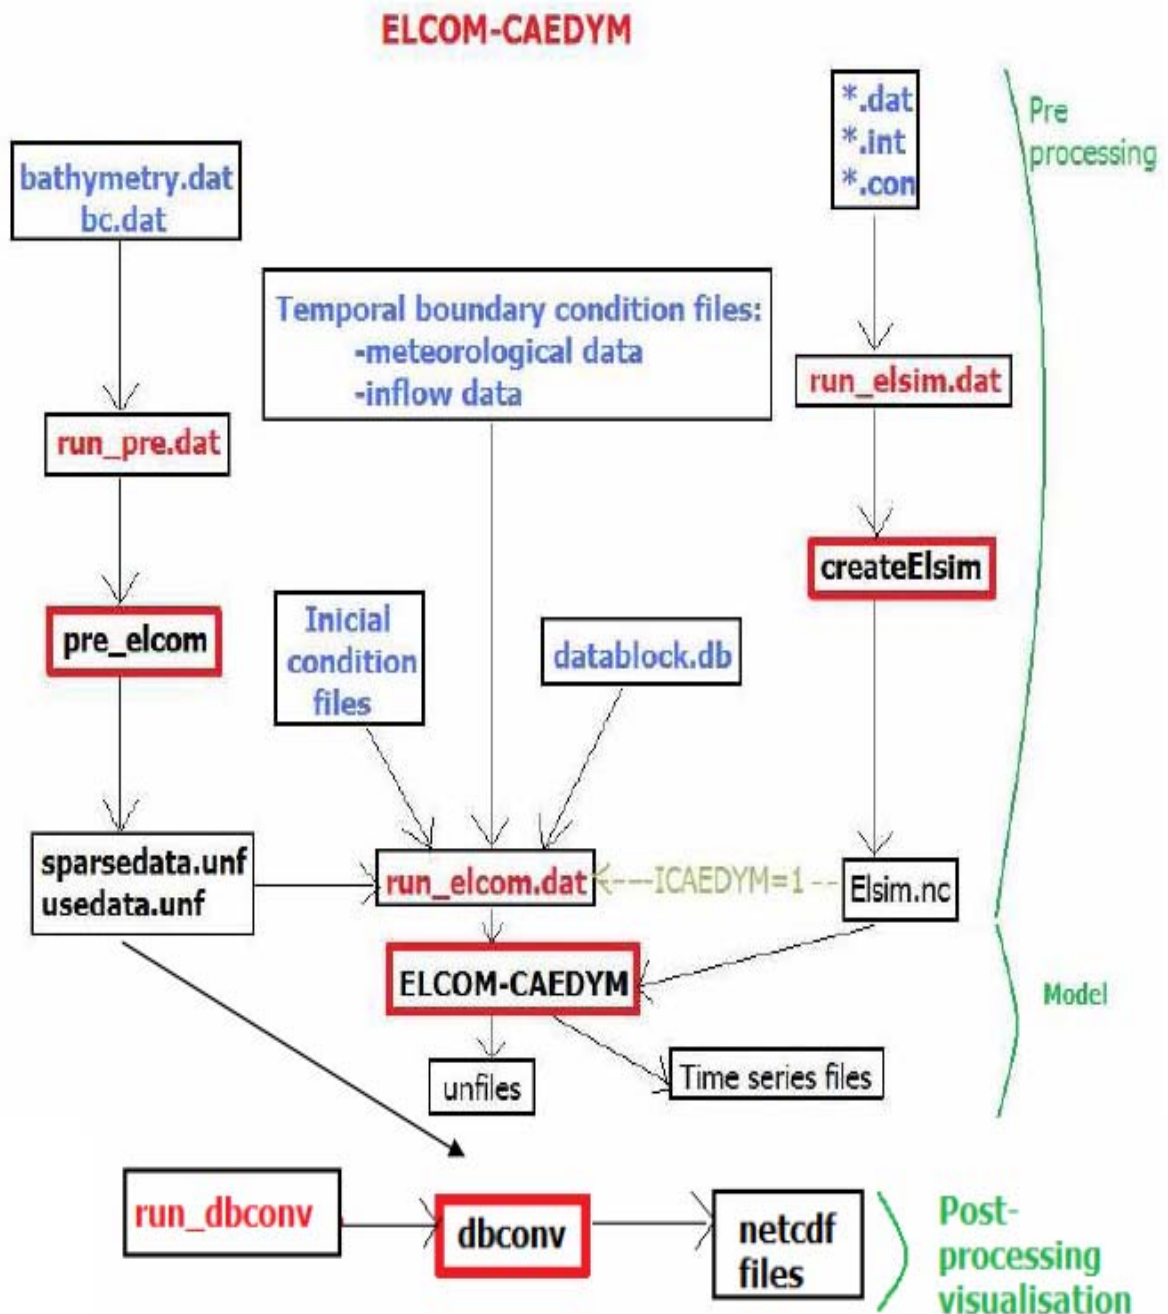 ELCOM-CAEDYM
*.dat
*.int
*.con
Pre
processing
bathymetry.dat
bc.dat
Temporal boundary condition files:
-meteorological data
-inflow data
run_elsim.dat
run_pre.dat
createElsim
pre_elcom
Inicial
condition
files
datablock.db
sparsedata.unf
usedata.unf
run_elcom.dat
ICAEDYM=1
Elsim.nc
ELCOM-CAEDYM
Model
unfiles
Time series files
run_dbconv
dbconv
netcdf
files
Post-
processing
visualisation